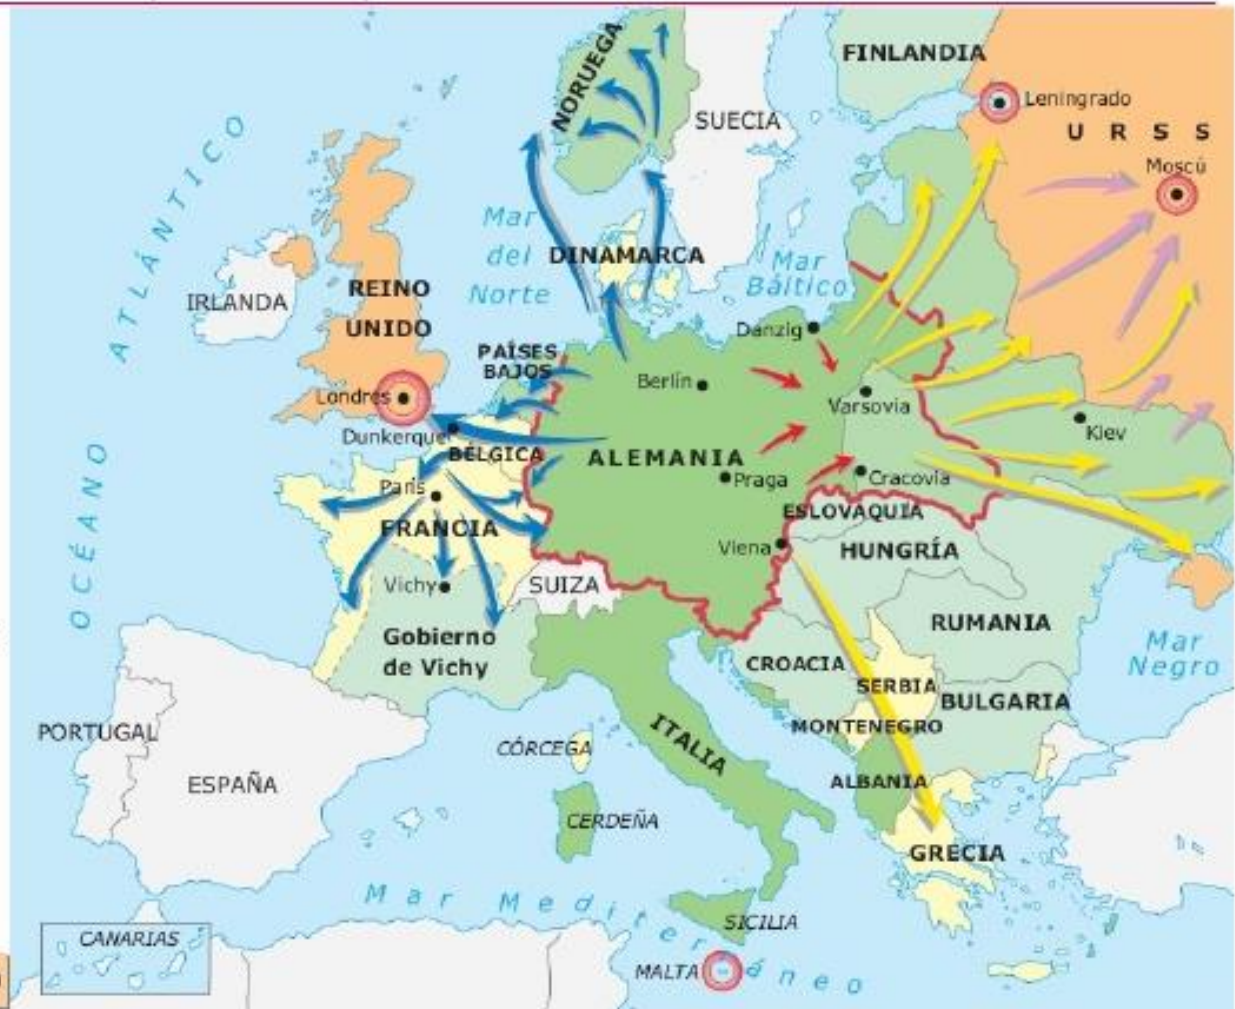 NORUEGA
FINLANDIA
Leningrado
U R S S
SUECIA
Moscú
OCÉANO ATLÁNTICO
Mar
del
Norte
DINAMARCA
Mar
Báltico
IRLANDA
REINO
UNIDO
Danzig
PAÍSES
BAJOS
Berlín
Londres
Varsovia
Dunkerque
Kiev
BÉLGICA
ALEMANIA
Praga
Cracovia
París
ESLOVAQUIA
FRANCIA
Viena
HUNGRÍA
Vichy
SUIZA
RUMANIA
Gobierno
de Vichy
Mar
Negro
CROACIA
SERBIA
BULGARIA
PORTUGAL
MONTENEGRO
CÓRCEGA
ITALIA
ESPAÑA
ALBANIA
CERDEÑA
GRECIA
Mar Mediterráneo
SICILIA
CANARIAS
MALTA